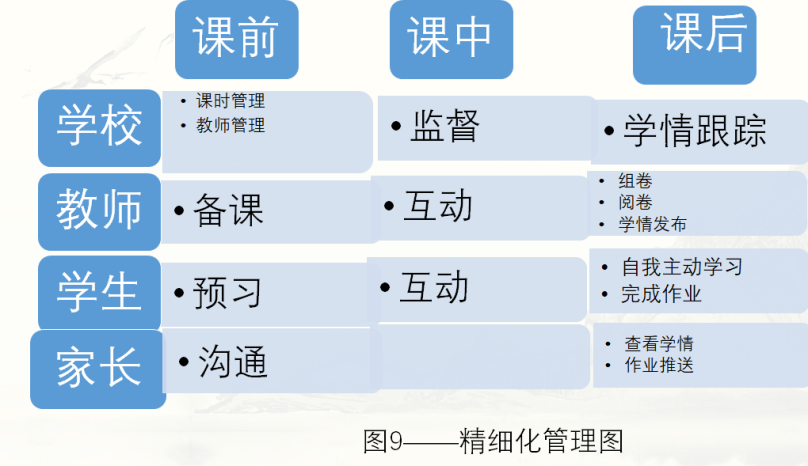 课前
课中
课后
学校
• 课时管理
• 教师管理
• 监督
• 学情跟踪
教师
• 备课
• 互动
• 组卷
• 阅卷
• 学情发布
学生
• 预习
• 互动
• 自我主动学习
• 完成作业
家长
• 沟通
• 查看学情
• 作业推送
图9——精细化管理图